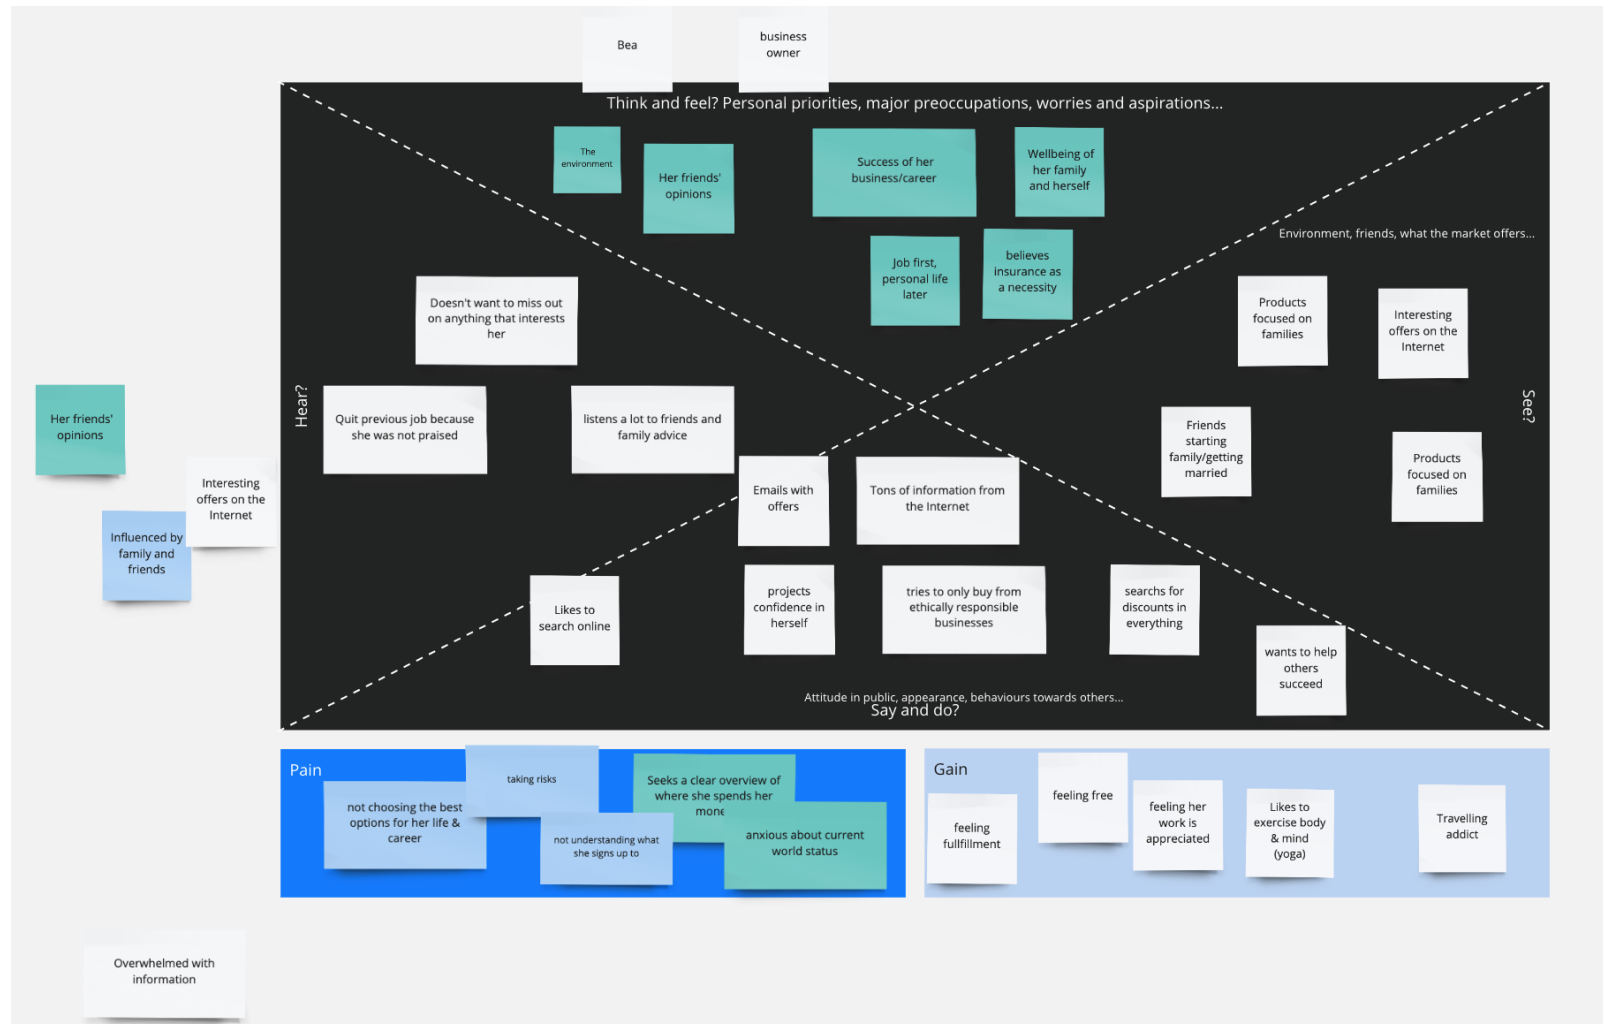 Bea
business
owner
Think and feel? Personal priorities, major preoccupations, worries and aspirations...
The
environment
Her friends'
opinions
Success of her
business/career
Wellbeing of
her family
and herself
Job first,
personal life
later
believes
insurance as
a necessity
Environment, friends, what the market offers...
See?
Products
focused on
families
Interesting
offers on the
Internet
Friends
starting
family/getting
married
Products
focused on
families
Hear?
Doesn't want to miss out
on anything that interests
her
Quit previous job because
she was not praised
listens a lot to friends and
family advice
Emails with
offers
Tons of information from
the Internet
Likes to
search online
projects
confidence in
herself
tries to only buy from
ethically responsible
businesses
searchs for
discounts in
everything
wants to help
others
succeed
Attitude in public, appearance, behaviours towards others...
Say and do?
Her friends'
opinions
Interesting
offers on the
Internet
Influenced by
family and
friends
Pain
not choosing the best
options for her life &
career
taking risks
not understanding what
she signs up to
Seeks a clear overview of
where she spends her
mone
anxious about current
world status
Gain
feeling
fullfillment
feeling free
feeling her
work is
appreciated
Likes to
exercise body
& mind
(yoga)
Travelling
addict
Overwhelmed with
information